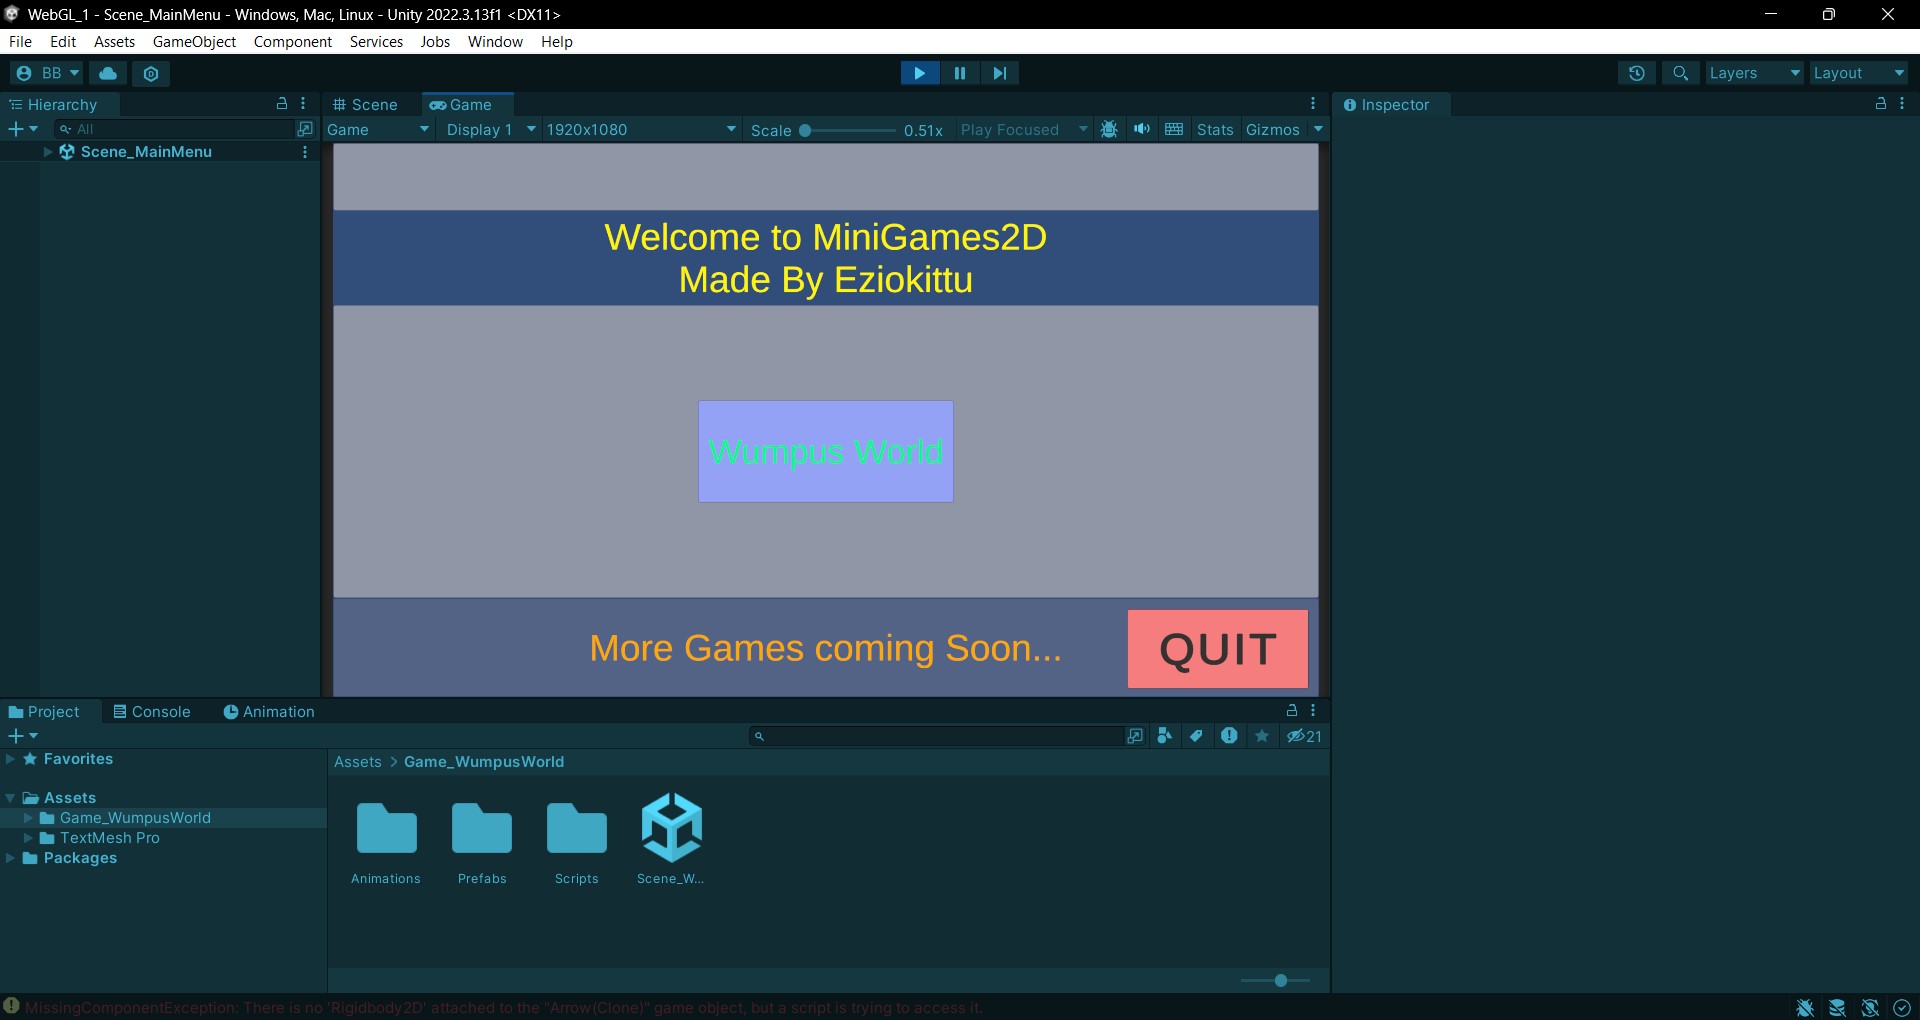 WebGL_1 - Scene_MainMenu - Windows, Mac, Linux - Unity 2022.3.13f1 <DX11>
File Edit Assets GameObject Component Services Jobs Window Help
BB Layers Layout
Hierarchy Scene Game Inspector
All Game Display 1 1920x1080 Scale 0.51x Play Focused Stats Gizmos
Scene_MainMenu
Welcome to MiniGames2D
Made By Eziokittu
Wumpus World
More Games coming Soon...
QUIT
Project Console Animation
21
Favorites
Assets > Game_WumpusWorld
Assets
Game_WumpusWorld
TextMesh Pro
Packages
Animations Prefabs Scripts Scene_W...
MissingComponentException: There is no 'Rigidbody2D' attached to the "Arrow(Clone)" game object, but a script is trying to access it.